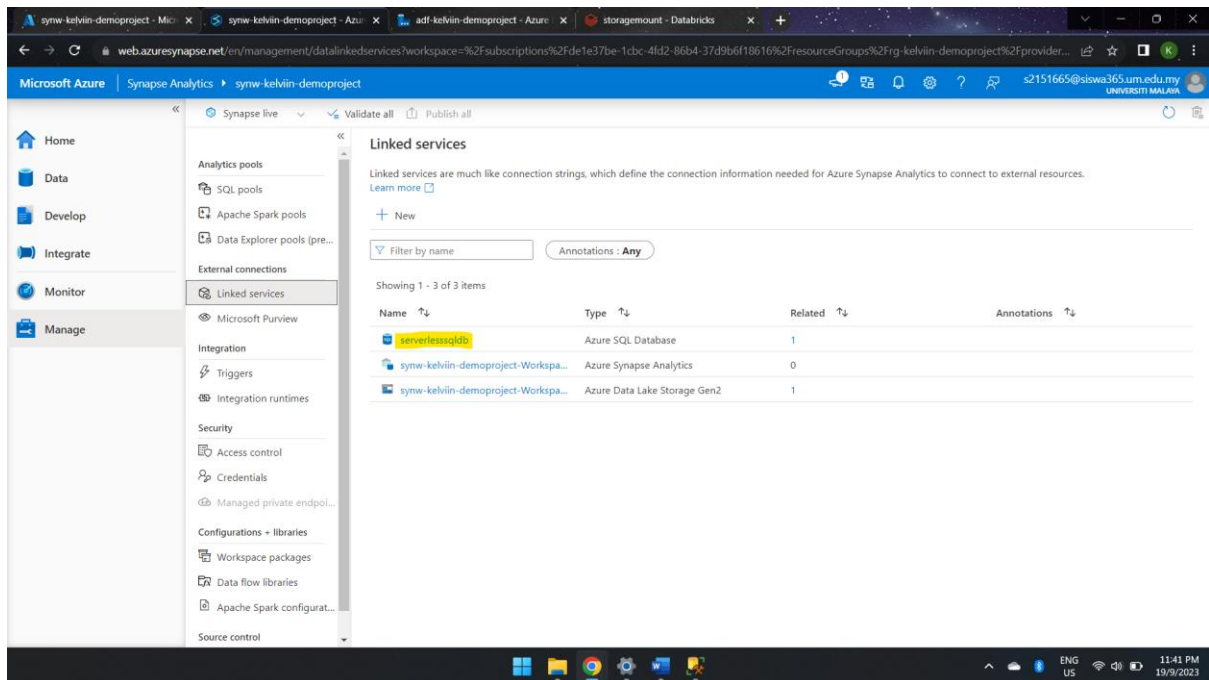 synw-kelviin-demoproject - Micr
synw-kelviin-demoproject - Azur
adf-kelviin-demoproject - Azure
storagemount - Databricks
web.azuresynapse.net/en/management/datalinkedservices?workspace=%2Fsubscriptions%2Fde1e37be-1cbc-4fd2-86b4-37d9b6f18616%2FresourceGroups%2Frg-kelviin-demoproject%2Fprovider...
K
Microsoft Azure
Synapse Analytics
synw-kelviin-demoproject
1
s2151665@siswa365.um.edu.my
UNIVERSITI MALAYA
Synapse live
Validate all
Publish all
Home
Data
Develop
Integrate
Monitor
Manage
Analytics pools
SQL pools
Apache Spark pools
Data Explorer pools (pre...
External connections
Linked services
Microsoft Purview
Integration
Triggers
Integration runtimes
Security
Access control
Credentials
Managed private endpoi...
Configurations + libraries
Workspace packages
Data flow libraries
Apache Spark configurat...
Source control
Linked services
Linked services are much like connection strings, which define the connection information needed for Azure Synapse Analytics to connect to external resources.
Learn more
New
Filter by name
Annotations : Any
Showing 1 - 3 of 3 items
Name Type Related Annotations
serverlesssqldb Azure SQL Database 1
synw-kelviin-demoproject-Workspa... Azure Synapse Analytics 0
synw-kelviin-demoproject-Workspa... Azure Data Lake Storage Gen2 1
ENG
US
11:41 PM
19/9/2023